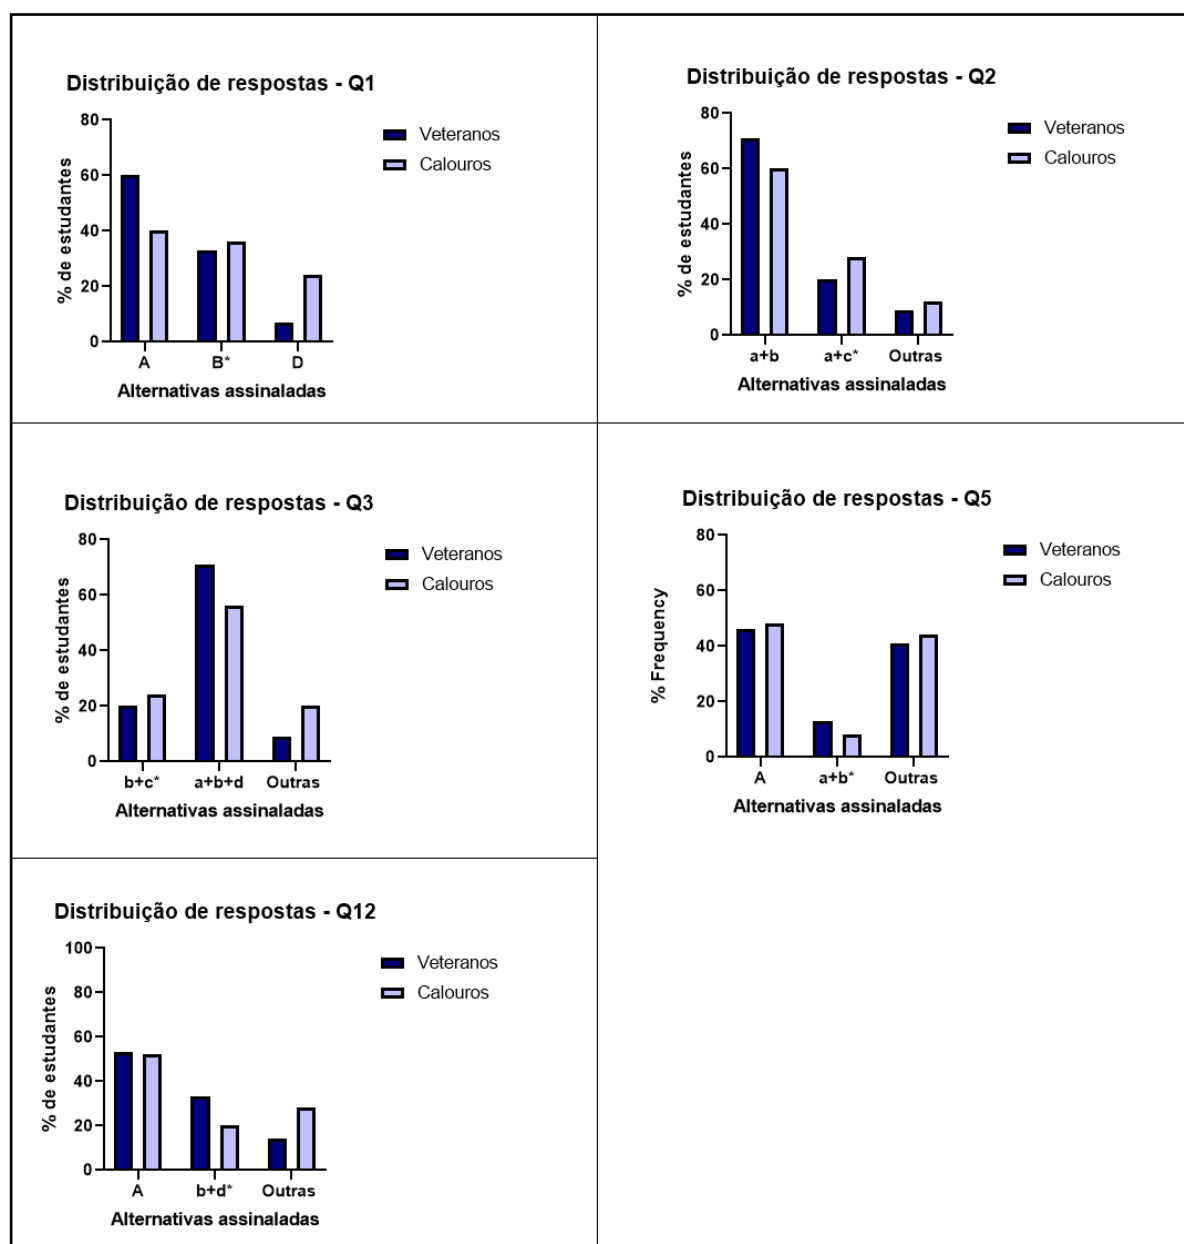 Distribuição de respostas - Q1
Veteranos
Calouros
% de estudantes
80
60
40
20
0
A B* D
Alternativas assinaladas
Distribuição de respostas - Q2
Veteranos
Calouros
% de estudantes
80
60
40
20
0
a+b a+c* Outras
Alternativas assinaladas
Distribuição de respostas - Q3
Veteranos
Calouros
% de estudantes
80
60
40
20
0
b+c* a+b+d Outras
Alternativas assinaladas
Distribuição de respostas - Q5
Veteranos
Calouros
% Frequency
80
60
40
20
0
A a+b* Outras
Alternativas assinaladas
Distribuição de respostas - Q12
Veteranos
Calouros
% de estudantes
100
80
60
40
20
0
A b+d* Outras
Alternativas assinaladas